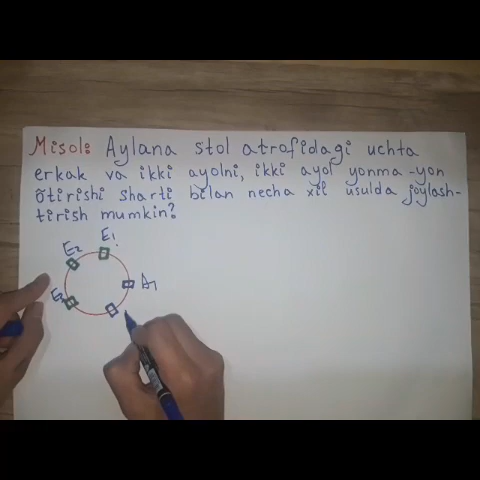 Misol: Aylana stol atrofidagi uchta
erkak va ikki ayolni, ikki ayol yonma-yon
õtirishi sharti bilan necha xil usulda joylash-
tirish mumkin?
E1
E2
A1
E3